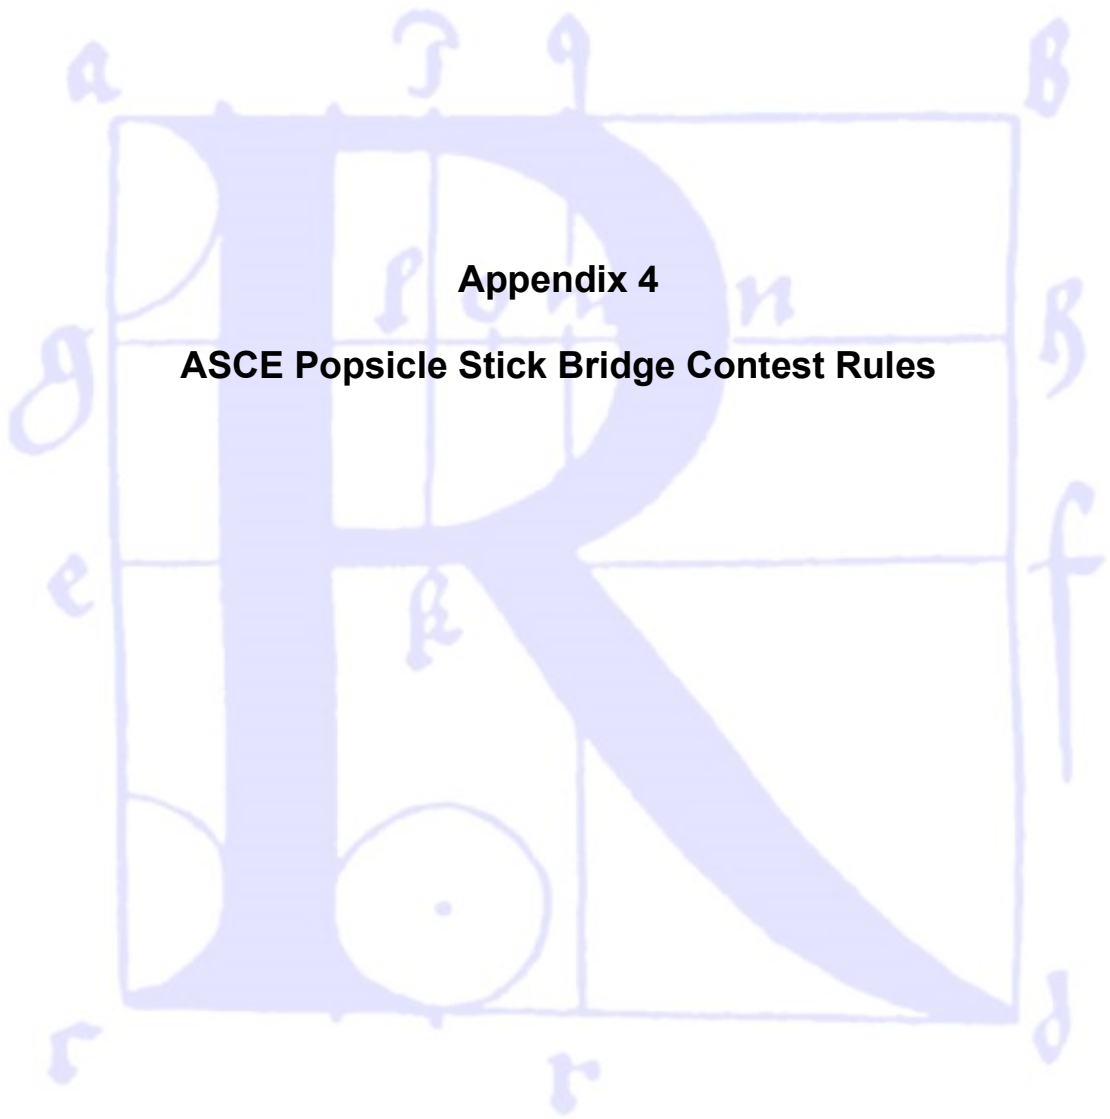 a q B
Appendix 4
l o m n
ASCE Popsicle Stick Bridge Contest Rules
g
e f
k
c r d